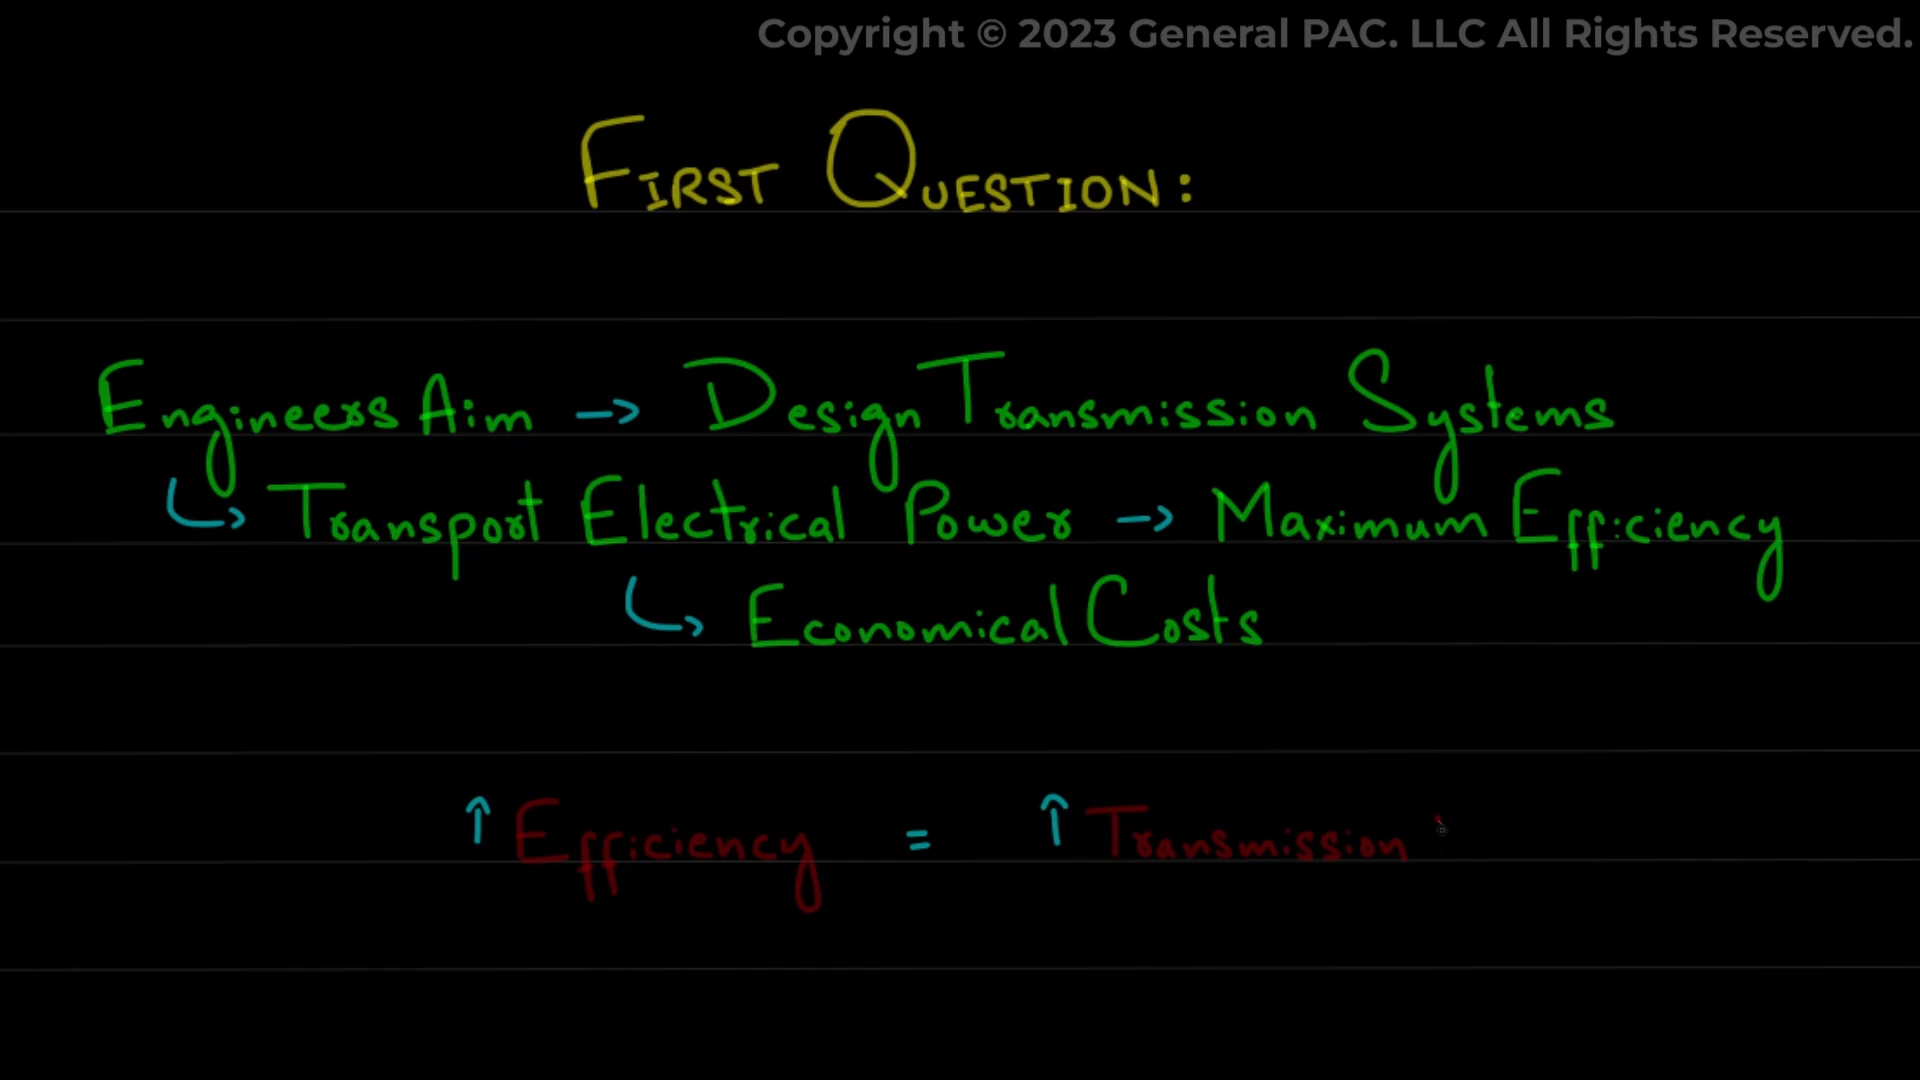 Copyright © 2023 General PAC. LLC All Rights Reserved.
FIRST QUESTION:
Engineers Aim → Design Transmission Systems
↳ Transport Electrical Power → Maximum Efficiency
↳ Economical Costs
↑ Efficiency = ↑ Transmission